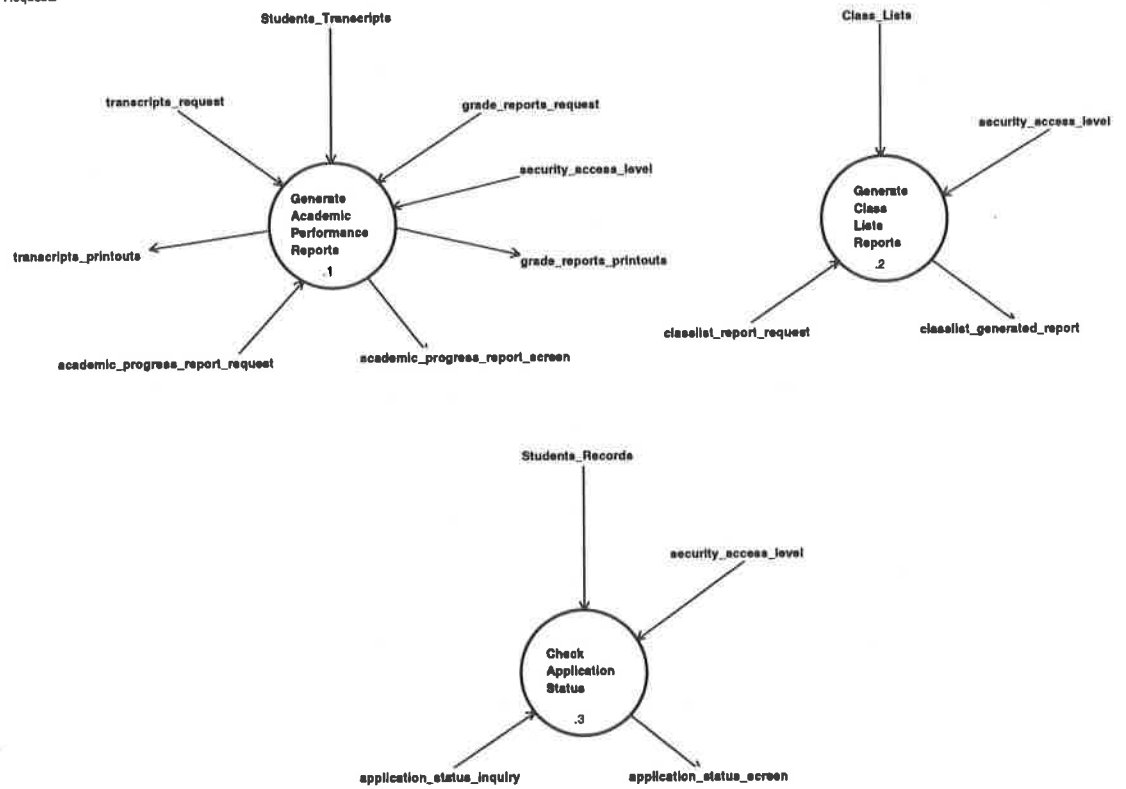 Students_Transcripts
Class_Lists
transcripts_request
grade_reports_request
security_access_level
security_access_level
Generate
Academic
Performance
Reports
.1
Generate
Class
Lists
Reports
.2
transcripts_printouts
grade_reports_printouts
classlist_report_request
classlist_generated_report
academic_progress_report_request
academic_progress_report_screen
Students_Records
security_access_level
Check
Application
Status
.3
application_status_inquiry
application_status_screen